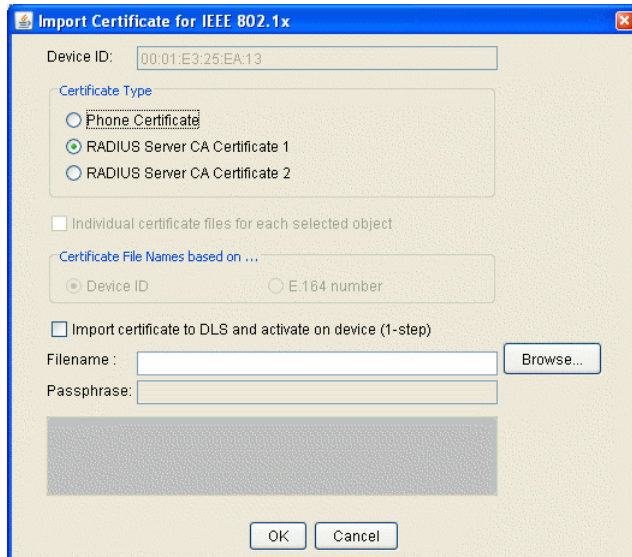 Import Certificate for IEEE 802.1x
Device ID: 00:01:E3:25:EA:13
Certificate Type
Phone Certificate
RADIUS Server CA Certificate 1
RADIUS Server CA Certificate 2
Individual certificate files for each selected object
Certificate File Names based on ...
Device ID E.164 number
Import certificate to DLS and activate on device (1-step)
Filename : Browse...
Passphrase:
OK Cancel